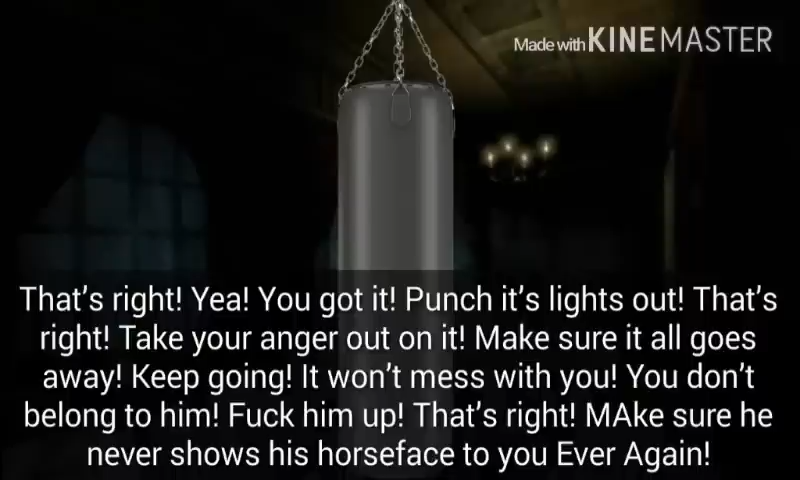 Made with KINEMASTER
That's right! Yea! You got it! Punch it's lights out! That's
right! Take your anger out on it! Make sure it all goes
away! Keep going! It won't mess with you! You don't
belong to him! Fuck him up! That's right! MAke sure he
never shows his horseface to you Ever Again!